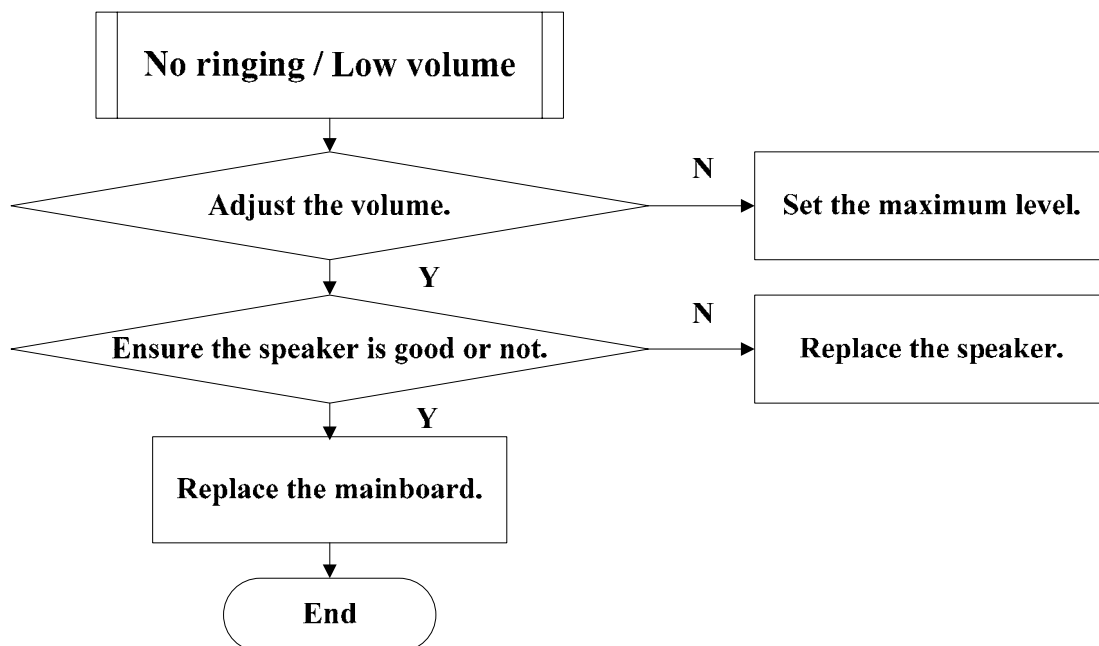 No ringing / Low volume
N
Adjust the volume.
Set the maximum level.
Y
N
Ensure the speaker is good or not.
Replace the speaker.
Y
Replace the mainboard.
End